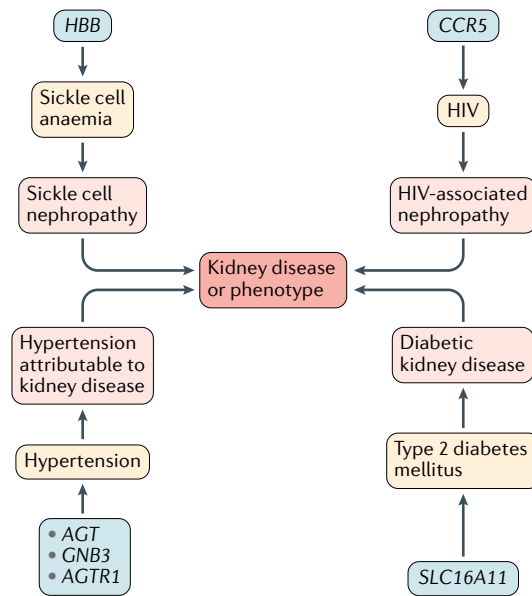 HBB
Sickle cell
anaemia
Sickle cell
nephropathy
CCR5
HIV
HIV-associated
nephropathy
Kidney disease
or phenotype
Hypertension
attributable to
kidney disease
Hypertension
• AGT
• GNB3
• AGTR1
Diabetic
kidney disease
Type 2 diabetes
mellitus
SLC16A11